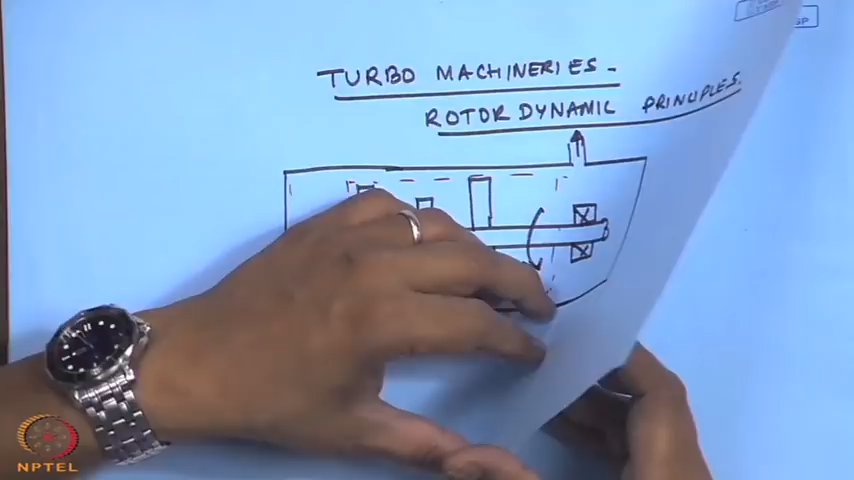 TURBO MACHINERIES -
ROTOR DYNAMIC PRINCIPLES.
NPTEL